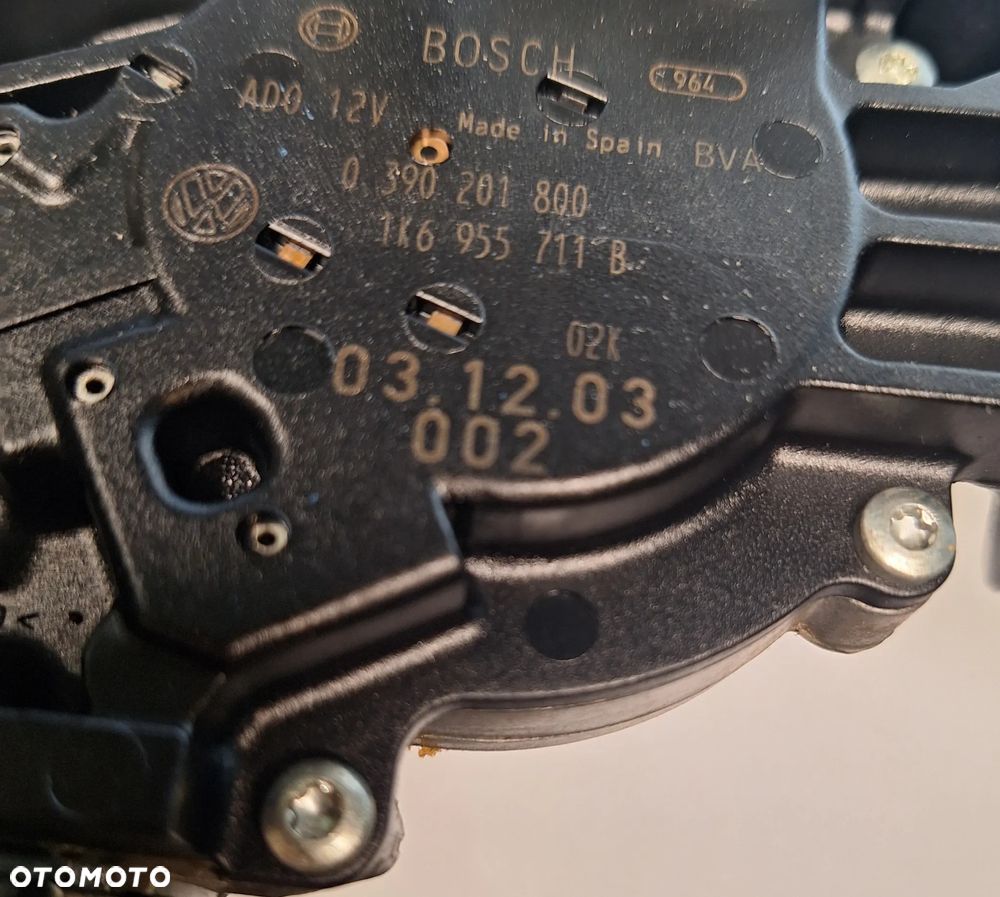 BOSCH
964
AD0 12V
Made in Spain
BVA
0 390 201 800
1K6 955 711 B
02K
03.12.03
002
OTOMOTO